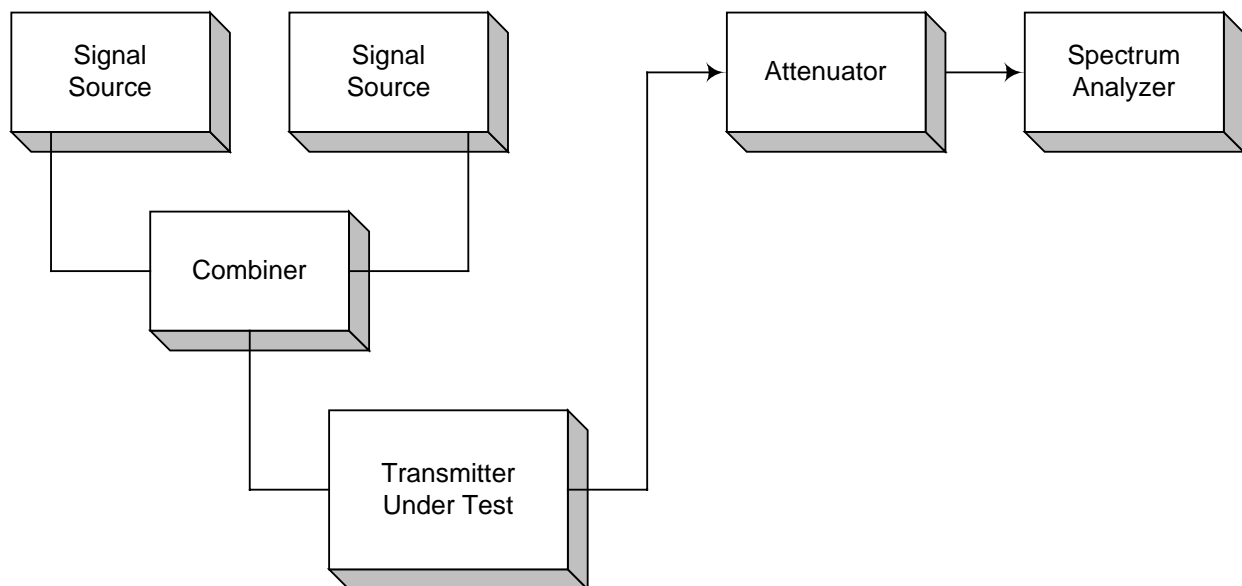 Signal
Source
Signal
Source
Attenuator
Spectrum
Analyzer
Combiner
Transmitter
Under Test